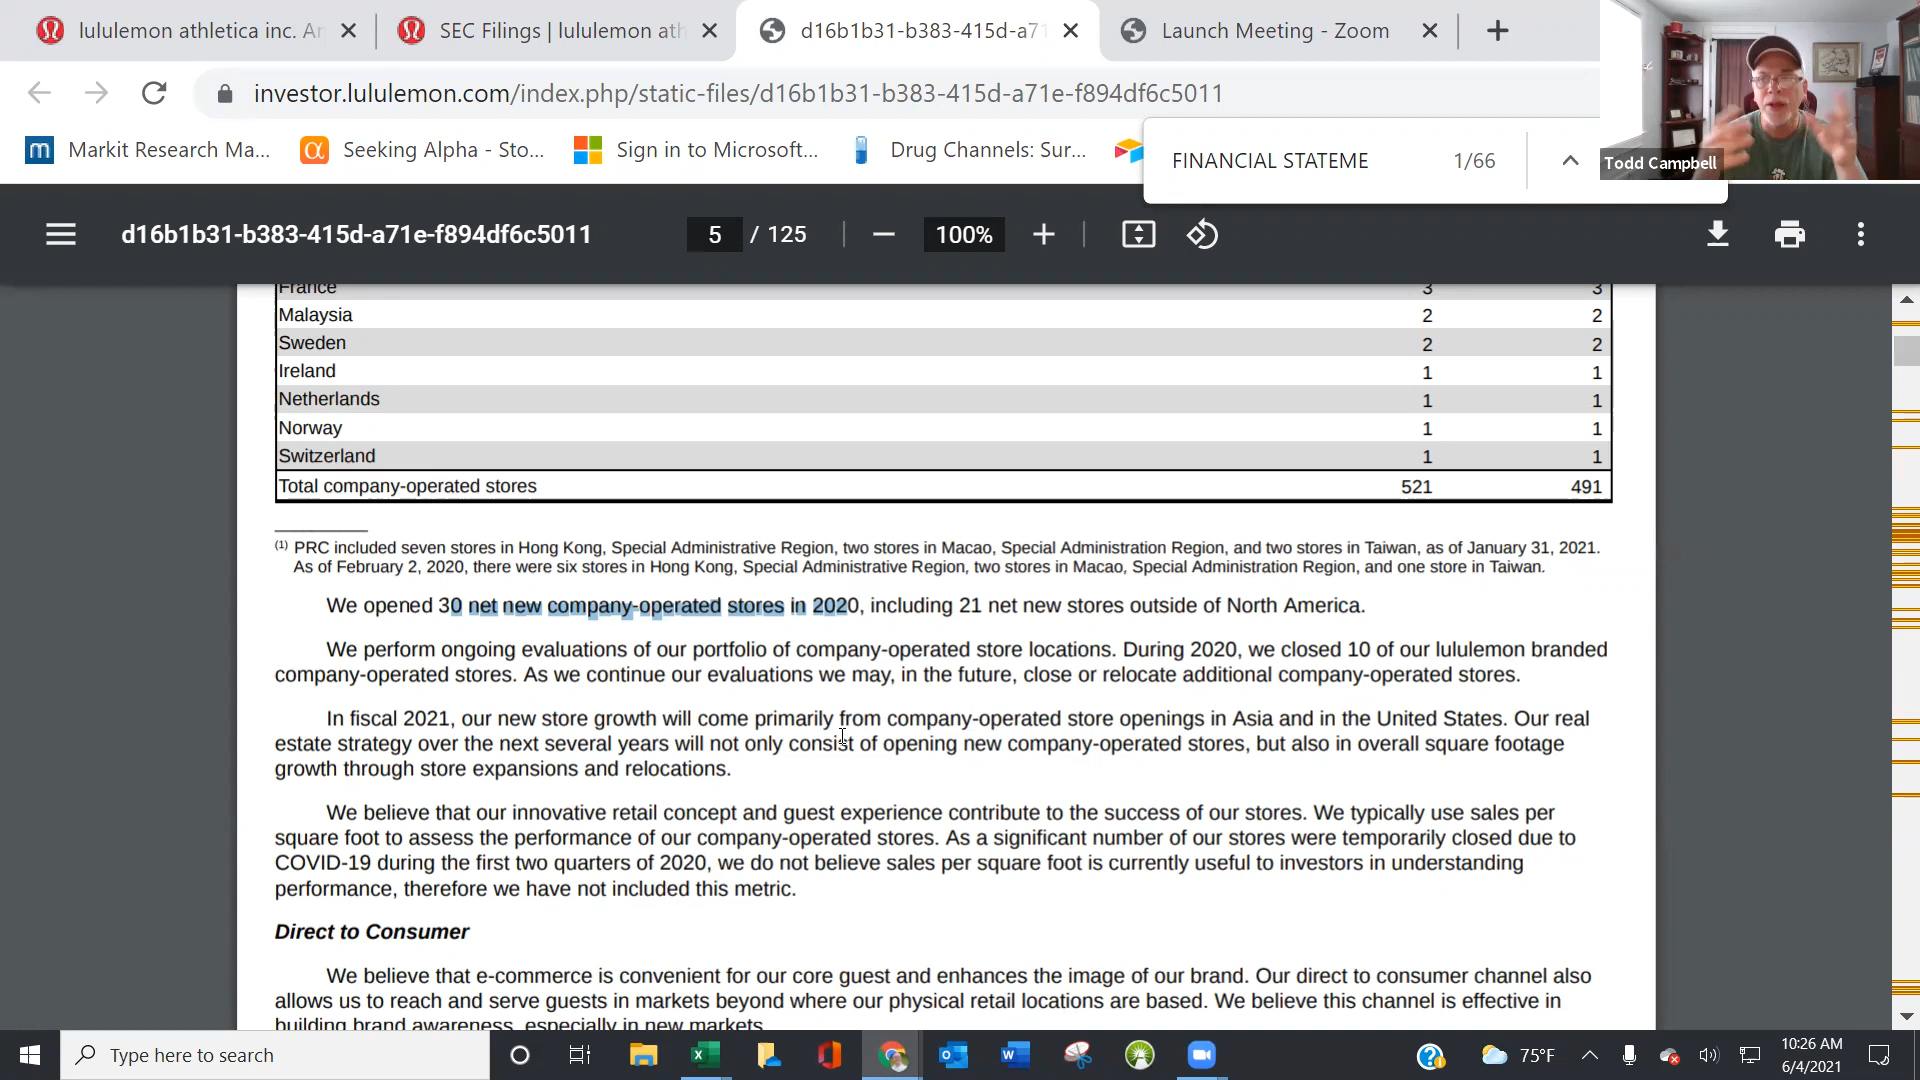 lululemon athletica inc. Ar
SEC Filings | lululemon ath
d16b1b31-b383-415d-a71
Launch Meeting - Zoom
investor.lululemon.com/index.php/static-files/d16b1b31-b383-415d-a71e-f894df6c5011
Markit Research Ma...
Seeking Alpha - Sto...
Sign in to Microsoft...
Drug Channels: Sur...
FINANCIAL STATEME 1/66
Todd Campbell
d16b1b31-b383-415d-a71e-f894df6c5011
5 / 125
100%
France 3 3
Malaysia 2 2
Sweden 2 2
Ireland 1 1
Netherlands 1 1
Norway 1 1
Switzerland 1 1
Total company-operated stores 521 491
(1) PRC included seven stores in Hong Kong, Special Administrative Region, two stores in Macao, Special Administration Region, and two stores in Taiwan, as of January 31, 2021.
As of February 2, 2020, there were six stores in Hong Kong, Special Administrative Region, two stores in Macao, Special Administration Region, and one store in Taiwan.
We opened 30 net new company-operated stores in 2020, including 21 net new stores outside of North America.
We perform ongoing evaluations of our portfolio of company-operated store locations. During 2020, we closed 10 of our lululemon branded
company-operated stores. As we continue our evaluations we may, in the future, close or relocate additional company-operated stores.
In fiscal 2021, our new store growth will come primarily from company-operated store openings in Asia and in the United States. Our real
estate strategy over the next several years will not only consist of opening new company-operated stores, but also in overall square footage
growth through store expansions and relocations.
We believe that our innovative retail concept and guest experience contribute to the success of our stores. We typically use sales per
square foot to assess the performance of our company-operated stores. As a significant number of our stores were temporarily closed due to
COVID-19 during the first two quarters of 2020, we do not believe sales per square foot is currently useful to investors in understanding
performance, therefore we have not included this metric.
Direct to Consumer
We believe that e-commerce is convenient for our core guest and enhances the image of our brand. Our direct to consumer channel also
allows us to reach and serve guests in markets beyond where our physical retail locations are based. We believe this channel is effective in
building brand awareness, especially in new markets.
Type here to search
75°F
10:26 AM
6/4/2021